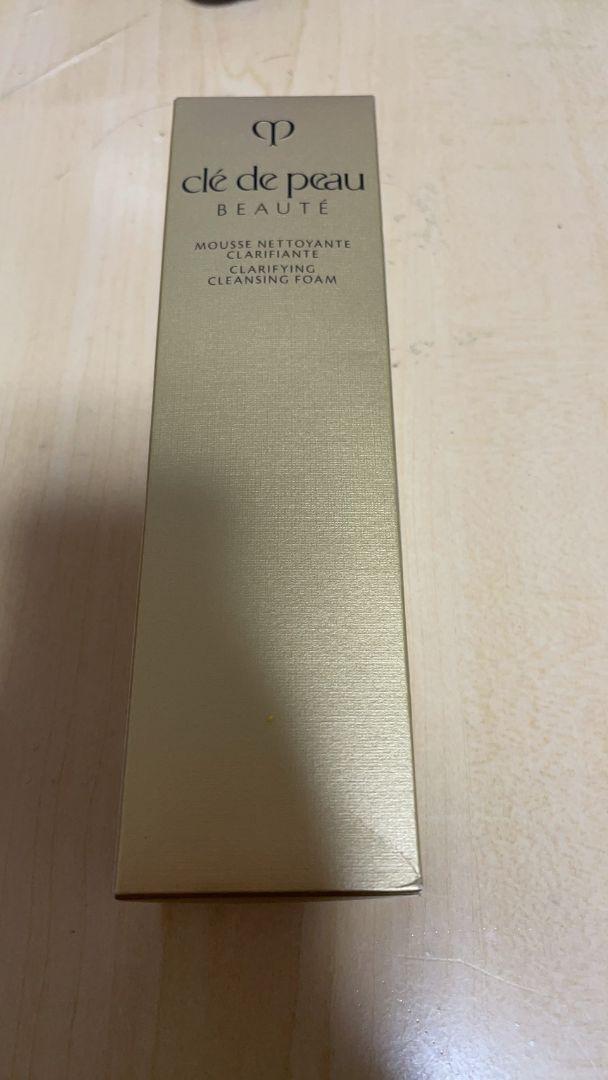 clé de peau
BEAUTÉ
MOUSSE NETTOYANTE
CLARIFIANTE
CLARIFYING
CLEANSING FOAM